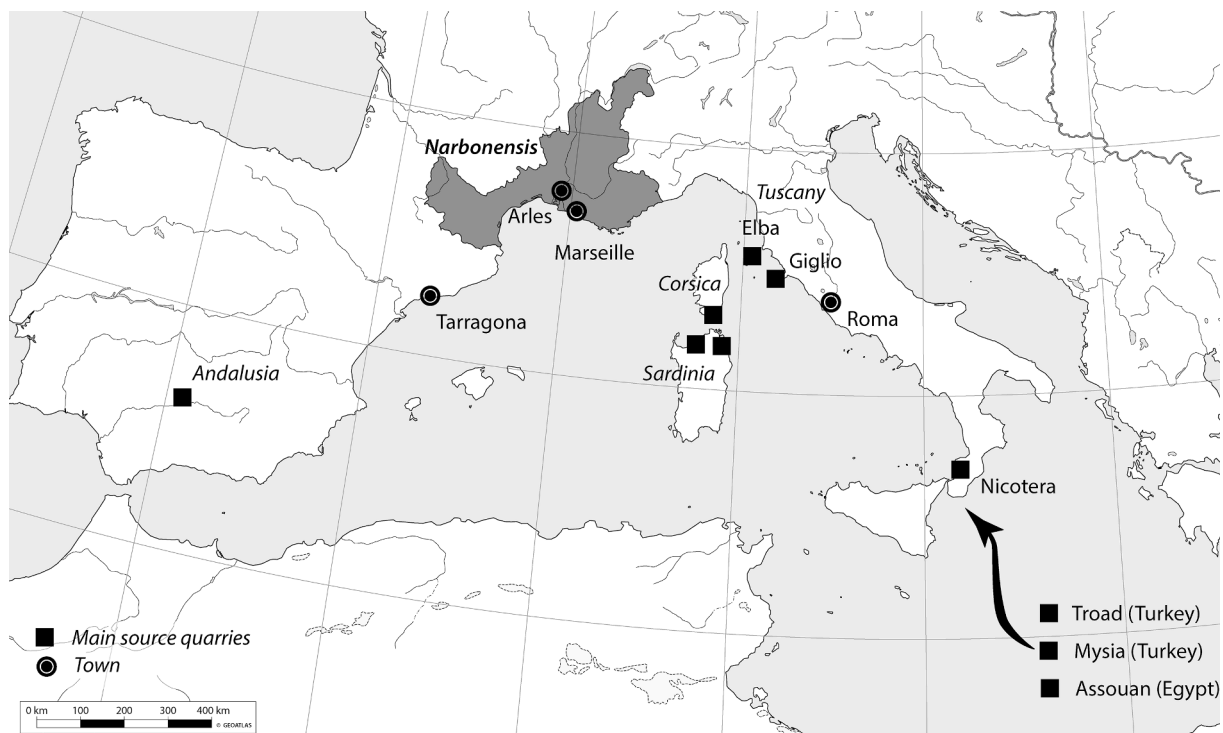 Narbonensis
Arles
Marseille
Tuscany
Elba
Giglio
Corsica
Roma
Tarragona
Sardinia
Andalusia
Nicotera
Troad (Turkey)
Mysia (Turkey)
Assouan (Egypt)
Main source quarries
Town
0 km 100 200 300 400 km
© GEOATLAS